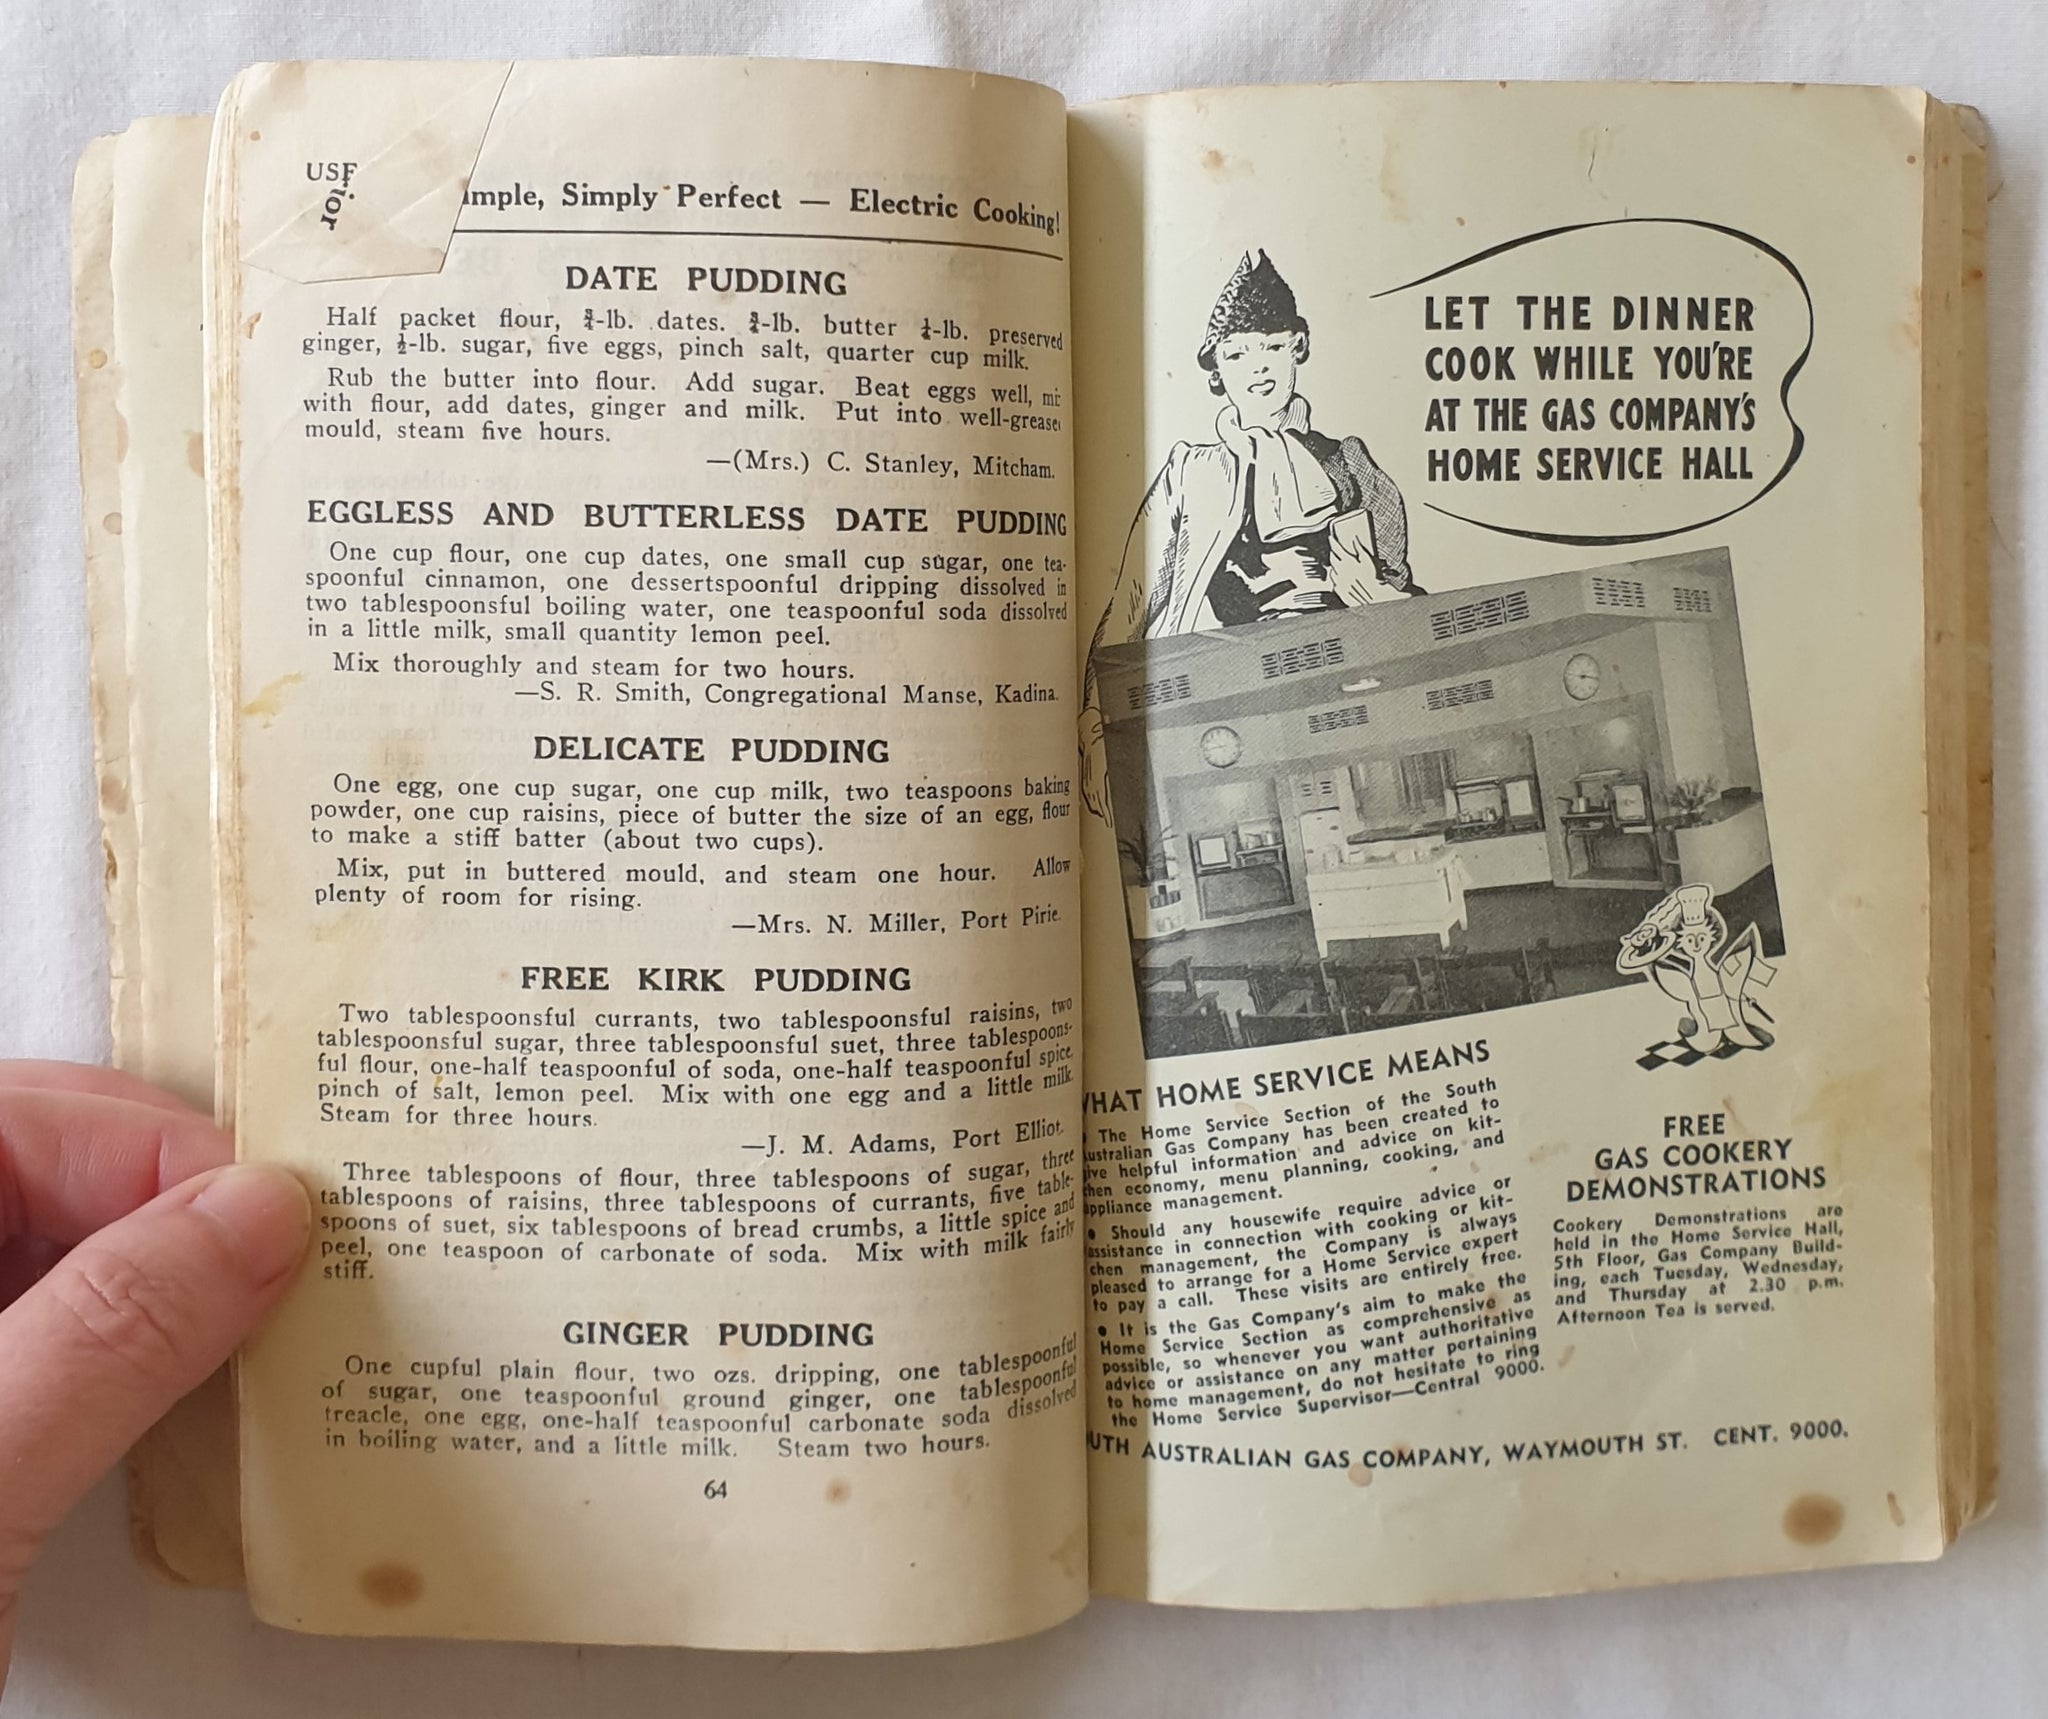 USE
ior
imple, Simply Perfect — Electric Cooking!
DATE PUDDING
Half packet flour, ¾-lb. dates. ¾-lb. butter ¼-lb. preserved
ginger, ½-lb. sugar, five eggs, pinch salt, quarter cup milk.
Rub the butter into flour. Add sugar. Beat eggs well, mi
with flour, add dates, ginger and milk. Put into well-grease
mould, steam five hours.
—(Mrs.) C. Stanley, Mitcham.
EGGLESS AND BUTTERLESS DATE PUDDING
One cup flour, one cup dates, one small cup sugar, one tea-
spoonful cinnamon, one dessertspoonful dripping dissolved in
two tablespoonsful boiling water, one teaspoonful soda dissolved
in a little milk, small quantity lemon peel.
Mix thoroughly and steam for two hours.
—S. R. Smith, Congregational Manse, Kadina.
DELICATE PUDDING
One egg, one cup sugar, one cup milk, two teaspoons baking
powder, one cup raisins, piece of butter the size of an egg, flour
to make a stiff batter (about two cups).
Mix, put in buttered mould, and steam one hour. Allow
plenty of room for rising.
—Mrs. N. Miller, Port Pirie.
FREE KIRK PUDDING
Two tablespoonsful currants, two tablespoonsful raisins, two
tablespoonsful sugar, three tablespoonsful suet, three tablespoons-
ful flour, one-half teaspoonful of soda, one-half teaspoonful spice,
pinch of salt, lemon peel. Mix with one egg and a little milk.
Steam for three hours.
—J. M. Adams, Port Elliot.
Three tablespoons of flour, three tablespoons of sugar, three
tablespoons of raisins, three tablespoons of currants, five table-
spoons of suet, six tablespoons of bread crumbs, a little spice and
peel, one teaspoon of carbonate of soda. Mix with milk fairly
stiff.
GINGER PUDDING
One cupful plain flour, two ozs. dripping, one tablespoonful
of sugar, one teaspoonful ground ginger, one tablespoonful
treacle, one egg, one-half teaspoonful carbonate soda dissolved
in boiling water, and a little milk. Steam two hours.
64
LET THE DINNER
COOK WHILE YOU'RE
AT THE GAS COMPANY'S
HOME SERVICE HALL
WHAT HOME SERVICE MEANS
• The Home Service Section of the South
Australian Gas Company has been created to
give helpful information and advice on kit-
chen economy, menu planning, cooking, and
appliance management.
• Should any housewife require advice or
assistance in connection with cooking or kit-
chen management, the Company is always
pleased to arrange for a Home Service expert
to pay a call. These visits are entirely free.
• It is the Gas Company's aim to make the
Home Service Section as comprehensive as
possible, so whenever you want authoritative
advice or assistance on any matter pertaining
to home management, do not hesitate to ring
the Home Service Supervisor—Central 9000.
FREE
GAS COOKERY
DEMONSTRATIONS
Cookery Demonstrations are
held in the Home Service Hall,
5th Floor, Gas Company Build-
ing, each Tuesday, Wednesday,
and Thursday at 2.30 p.m.
Afternoon Tea is served.
UTH AUSTRALIAN GAS COMPANY, WAYMOUTH ST. CENT. 9000.